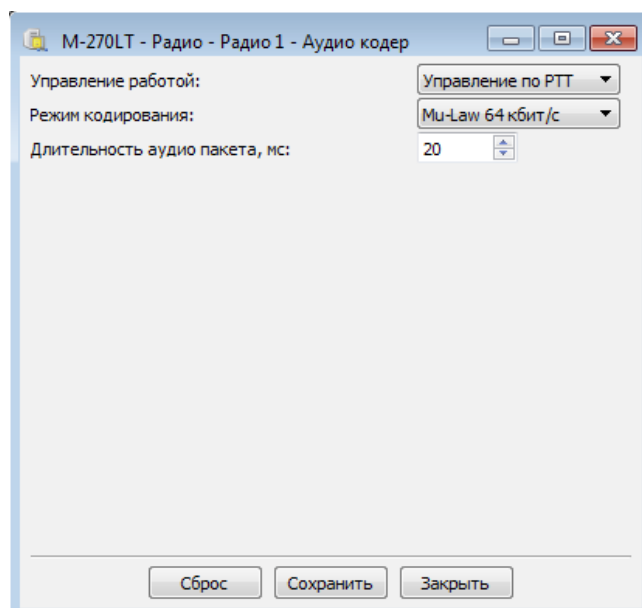 M-270LT - Радио - Радио 1 - Аудио кодер
Управление работой: Управление по РТТ
Режим кодирования: Mu-Law 64 кбит/с
Длительность аудио пакета, мс: 20
Сброс Сохранить Закрыть